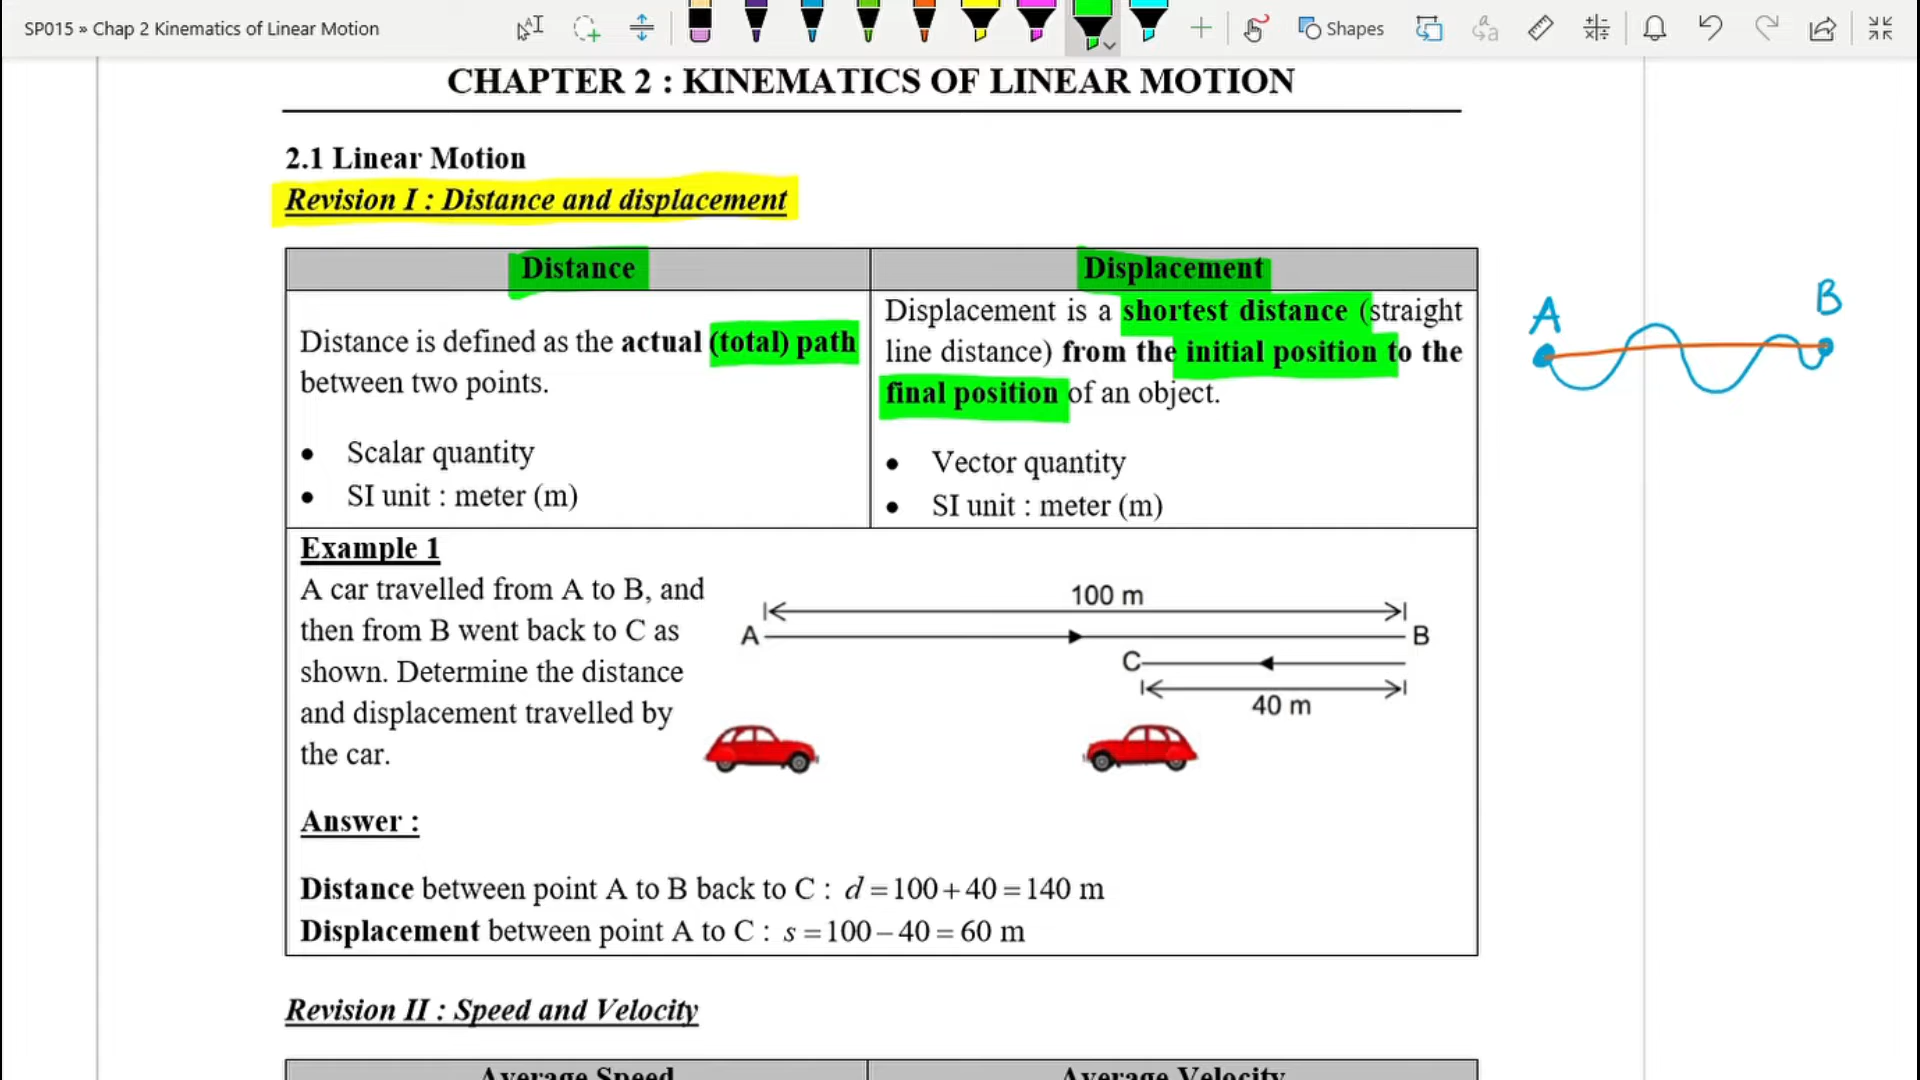 SP015 » Chap 2 Kinematics of Linear Motion
Shapes
CHAPTER 2 : KINEMATICS OF LINEAR MOTION
2.1 Linear Motion
Revision I : Distance and displacement
Distance
Displacement
Distance is defined as the actual (total) path
between two points.
• Scalar quantity
• SI unit : meter (m)
Displacement is a shortest distance (straight
line distance) from the initial position to the
final position of an object.
• Vector quantity
• SI unit : meter (m)
A
B
Example 1
A car travelled from A to B, and
then from B went back to C as
shown. Determine the distance
and displacement travelled by
the car.
100 m
A
B
C
40 m
Answer :
Distance between point A to B back to C : d = 100 + 40 = 140 m
Displacement between point A to C : s = 100 − 40 = 60 m
Revision II : Speed and Velocity
Average Speed
Average Velocity